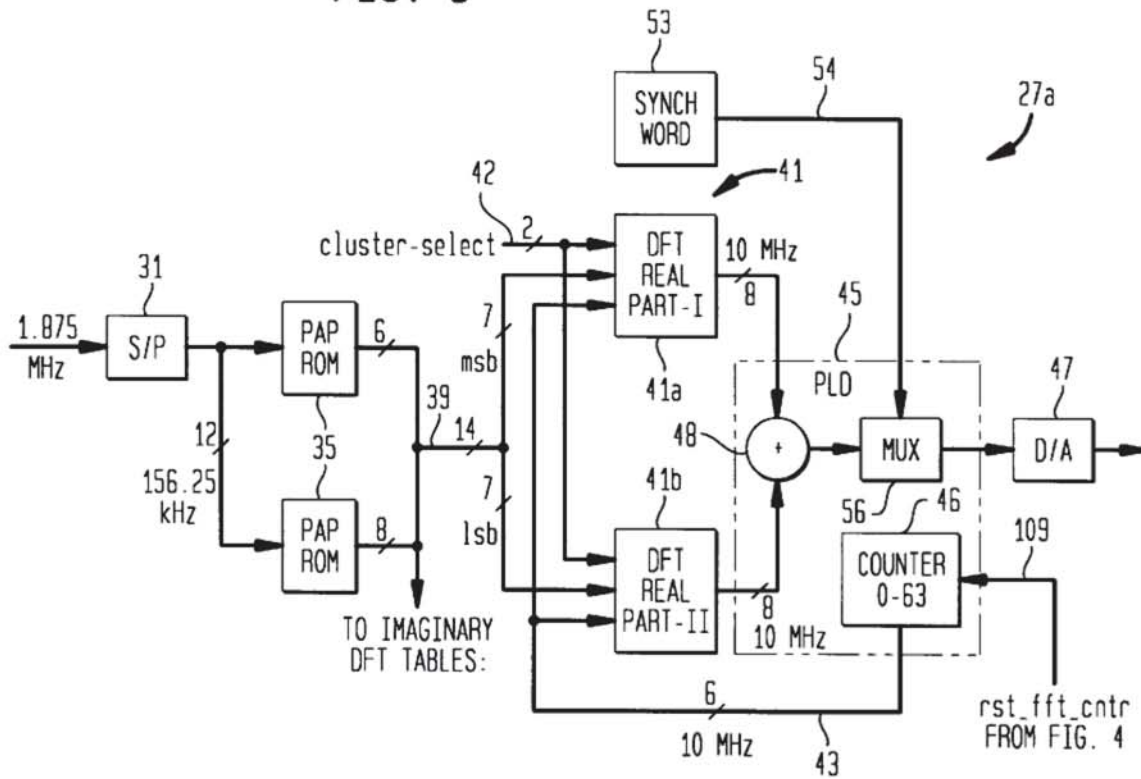 53
SYNCH
WORD
54
27a
41
42
2
cluster-select
DFT
REAL
PART-I
10 MHz
8
41a
31
1.875
MHz
S/P
PAP
ROM
6
7
msb
39
14
35
12
156.25
kHz
7
lsb
PAP
ROM
8
TO IMAGINARY
DFT TABLES:
45
PLD
48
+
MUX
56
47
D/A
46
COUNTER
0-63
109
41b
DFT
REAL
PART-II
8
10 MHz
6
10 MHz
43
rst_fft_cntr
FROM FIG. 4